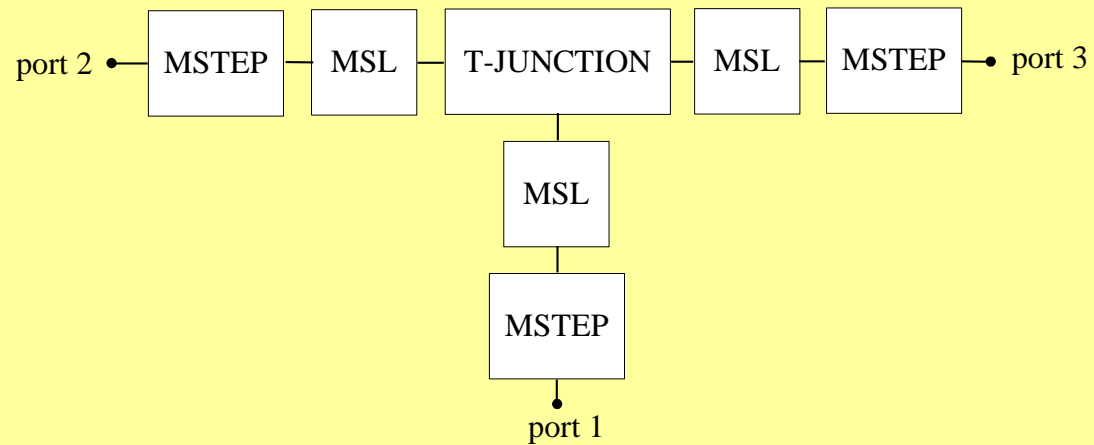 port 2 MSTEP MSL T-JUNCTION MSL MSTEP port 3
MSL
MSTEP
port 1